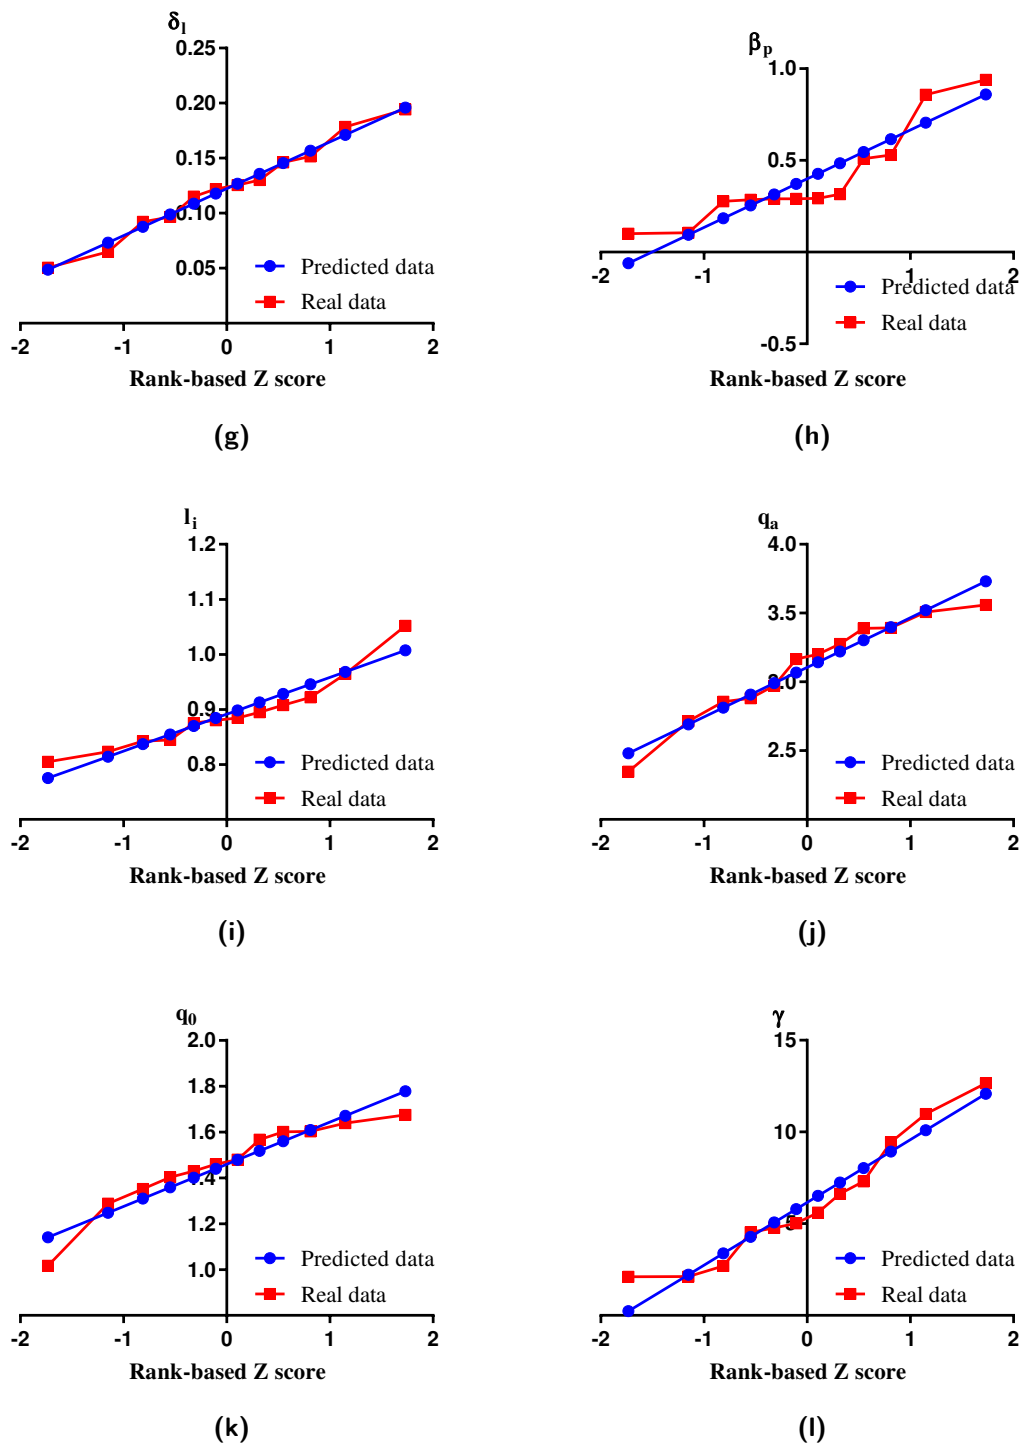 δl
0.25
0.20
0.15
0.10
0.05
Predicted data
Real data
-2 -1 0 1 2
Rank-based Z score
(g)
βp
1.0
0.5
-2 -1 0 1 2
Predicted data
Real data
-0.5
Rank-based Z score
(h)
li
1.2
1.1
1.0
0.9
0.8
Predicted data
Real data
-2 -1 0 1 2
Rank-based Z score
(i)
qa
4.0
3.5
3.0
2.5
Predicted data
Real data
-2 -1 0 1 2
Rank-based Z score
(j)
q0
2.0
1.8
1.6
1.4
1.2
1.0
Predicted data
Real data
-2 -1 0 1 2
Rank-based Z score
(k)
γ
15
10
5
Predicted data
Real data
-2 -1 0 1 2
Rank-based Z score
(l)